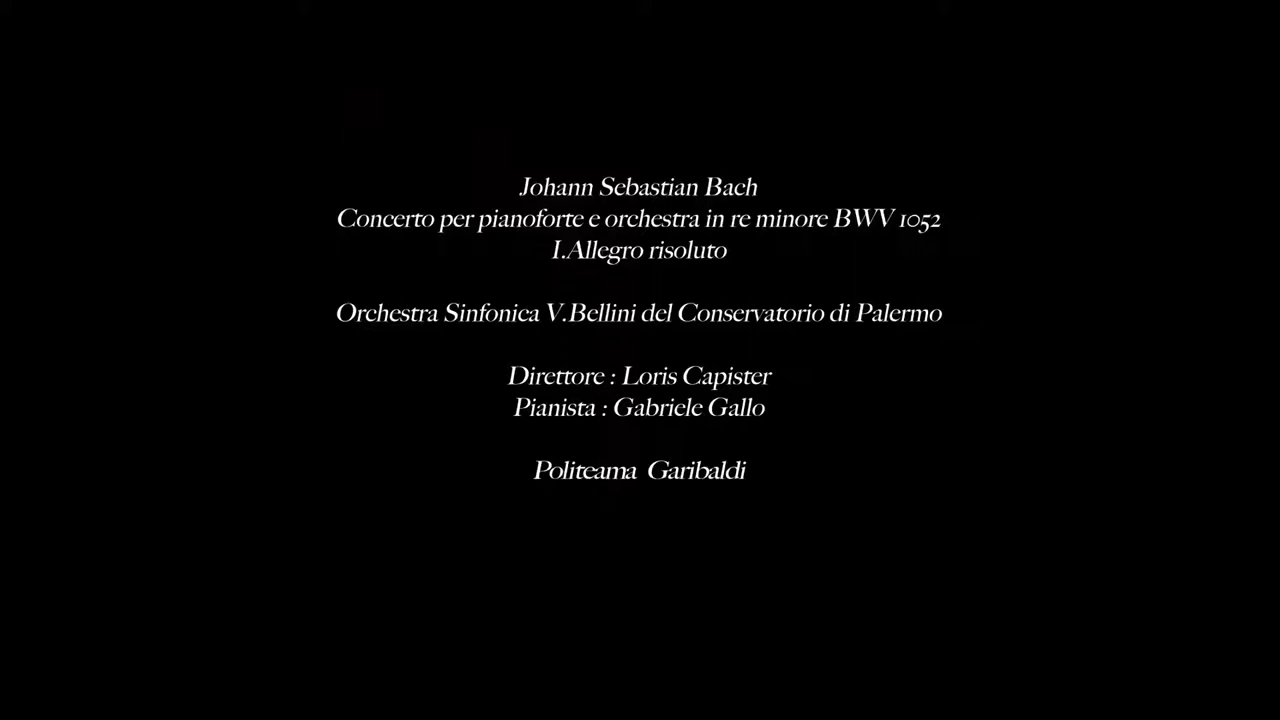 Johann Sebastian Bach
Concerto per pianoforte e orchestra in re minore BWV 1052
I.Allegro risoluto
Orchestra Sinfonica V.Bellini del Conservatorio di Palermo
Direttore : Loris Capister
Pianista : Gabriele Gallo
Politeama Garibaldi